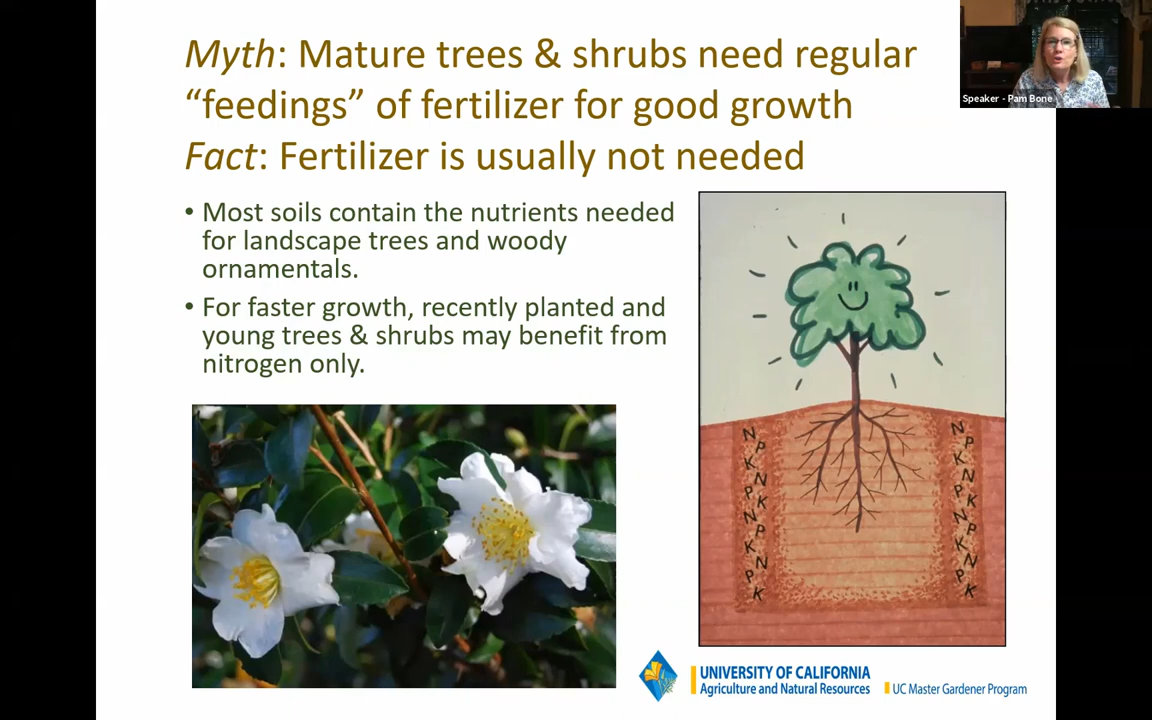 Myth: Mature trees & shrubs need regular
“feedings” of fertilizer for good growth
Fact: Fertilizer is usually not needed
Speaker - Pam Bone
• Most soils contain the nutrients needed
for landscape trees and woody
ornamentals.
• For faster growth, recently planted and
young trees & shrubs may benefit from
nitrogen only.
N
P
K
N
P
K
N
P
K
N
P
K
N
P
K
N
P
K
N
P
K
N
P
K
UNIVERSITY OF CALIFORNIA
Agriculture and Natural Resources
UC Master Gardener Program